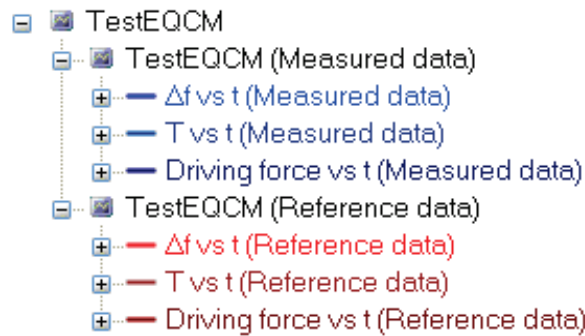 TestEQCM
TestEQCM (Measured data)
Δf vs t (Measured data)
T vs t (Measured data)
Driving force vs t (Measured data)
TestEQCM (Reference data)
Δf vs t (Reference data)
T vs t (Reference data)
Driving force vs t (Reference data)